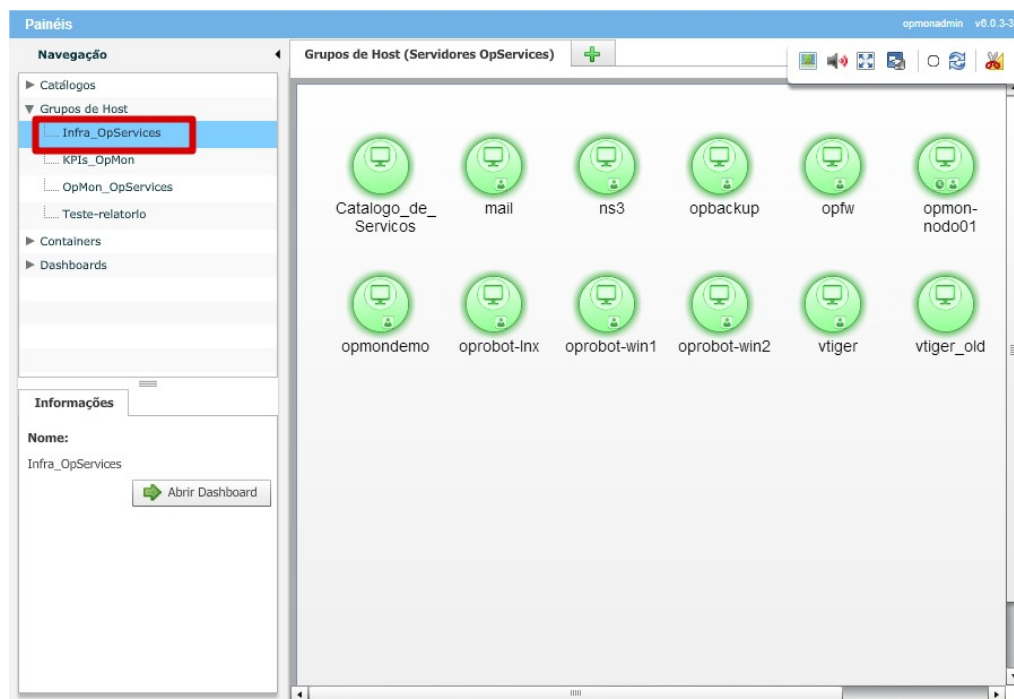 Painéis
opmonadmin v6.0.3-3
Navegação
Grupos de Host (Servidores OpServices)
Catálogos
Grupos de Host
Infra_OpServices
KPIs_OpMon
OpMon_OpServices
Teste-relatorio
Containers
Dashboards
Catalogo_de_
Servicos
mail
ns3
opbackup
opfw
opmon-
nodo01
opmondemo
oprobot-lnx
oprobot-win1
oprobot-win2
vtiger
vtiger_old
Informações
Nome:
Infra_OpServices
Abrir Dashboard